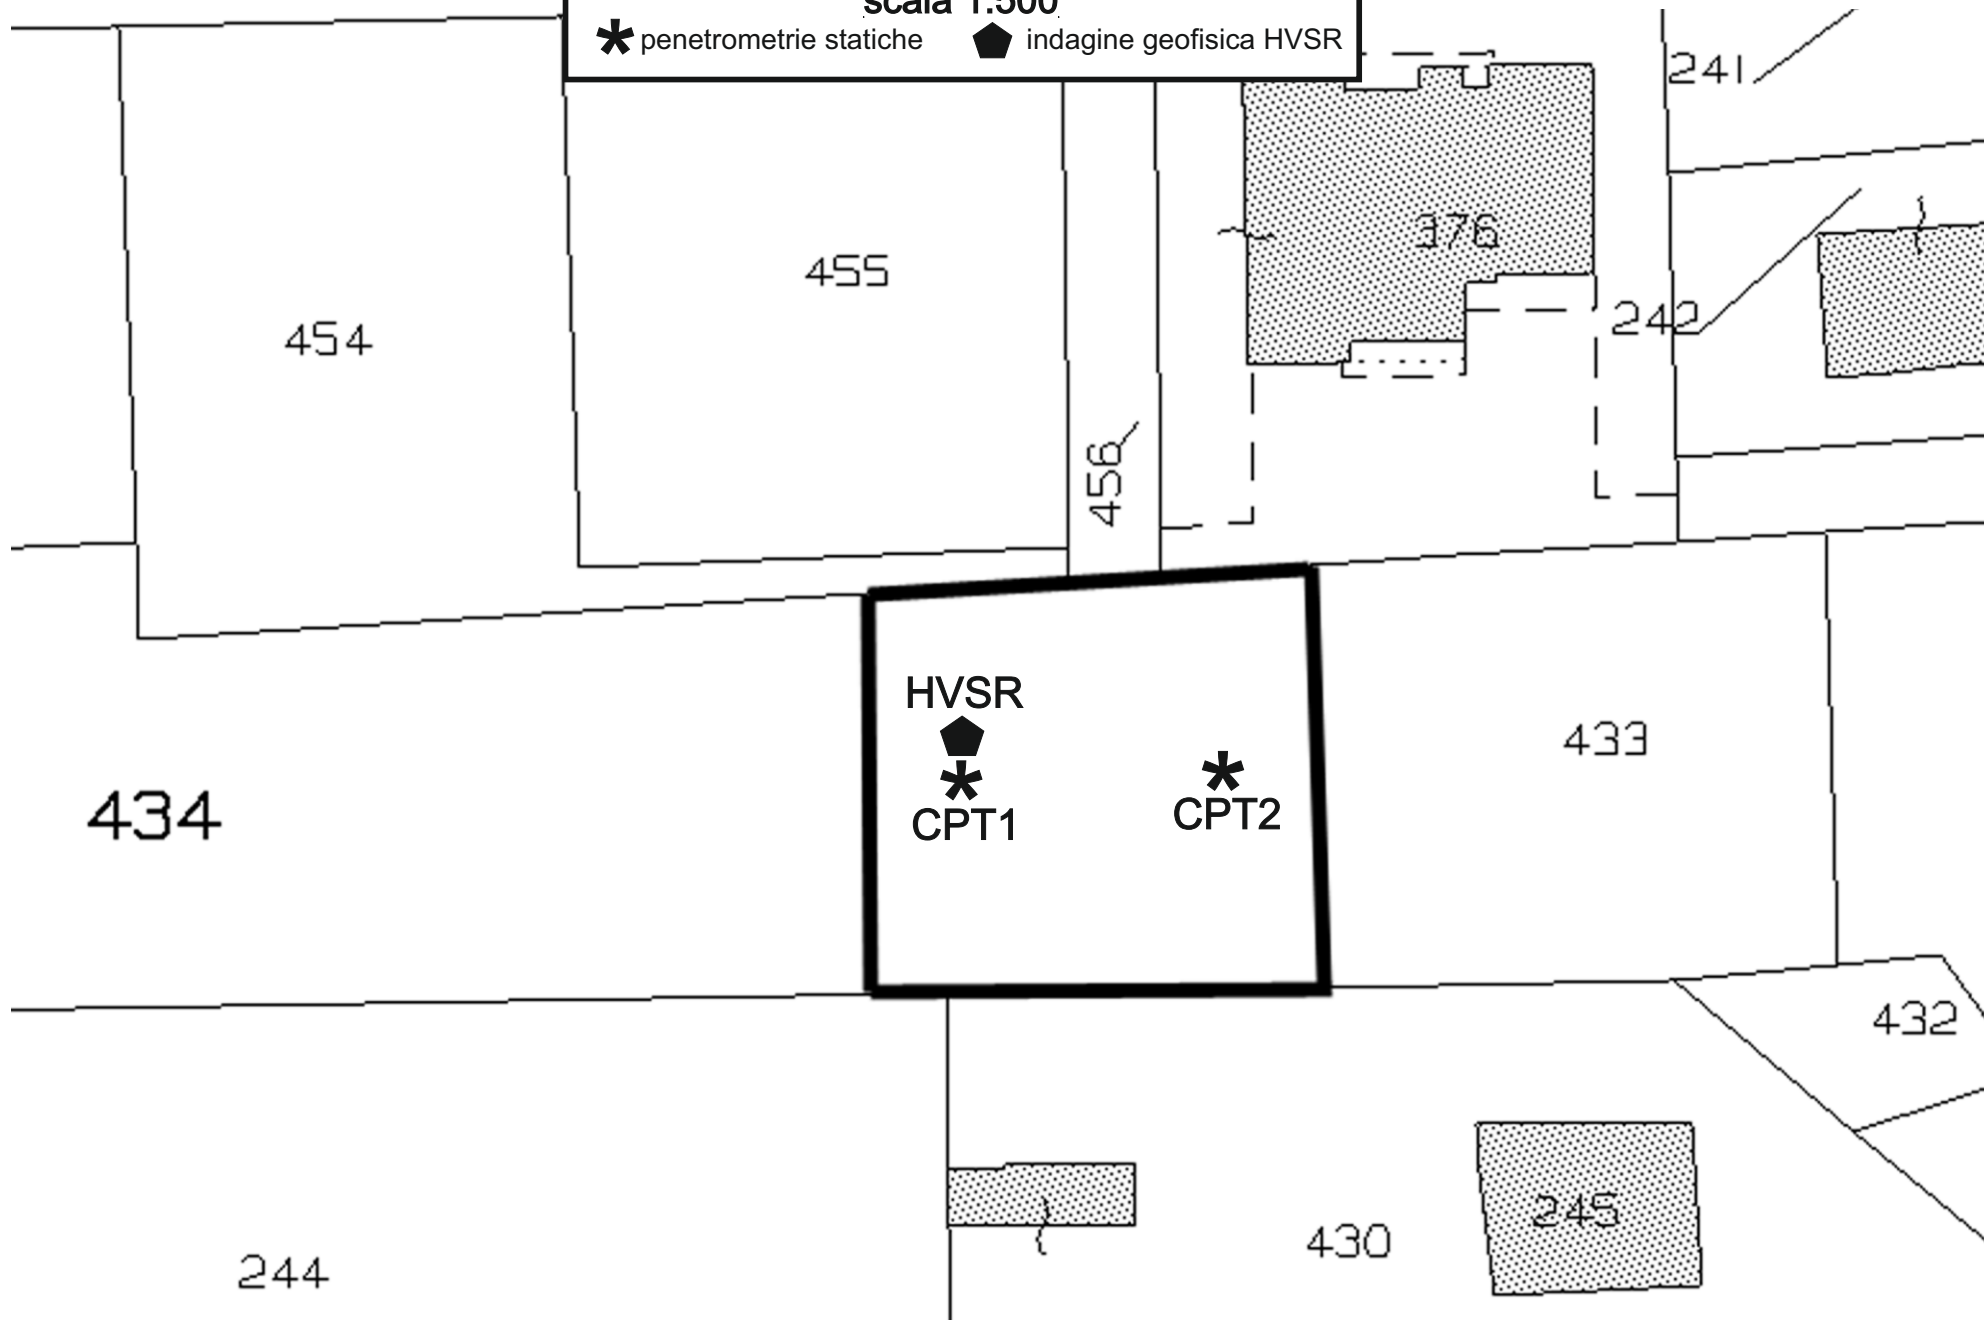 scala 1:500
penetrometrie statiche indagine geofisica HVSR
241
376
455
242
454
456
HVSR
433
CPT1
CPT2
434
432
245
430
244